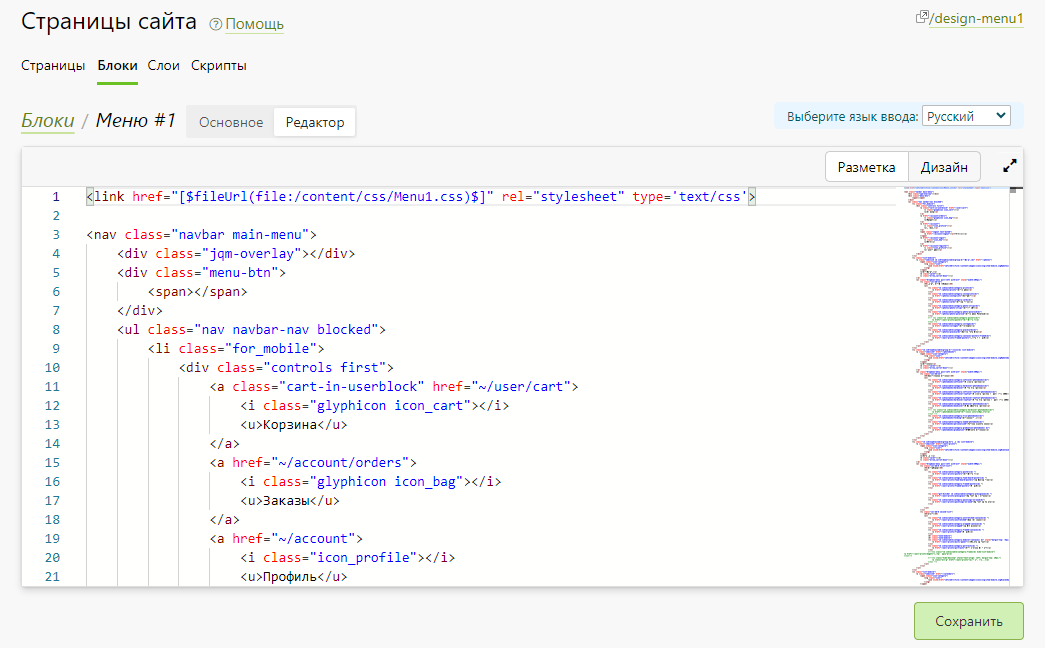 Страницы сайта Помощь /design-menu1
Страницы Блоки Слои Скрипты
Блоки / Меню #1 Основное Редактор Выберите язык ввода: Русский
Разметка Дизайн
1 <link href="[$fileUrl(file:/content/css/Menu1.css)$]" rel="stylesheet" type='text/css'>
2
3 <nav class="navbar main-menu">
4 <div class="jqm-overlay"></div>
5 <div class="menu-btn">
6 <span></span>
7 </div>
8 <ul class="nav navbar-nav blocked">
9 <li class="for_mobile">
10 <div class="controls first">
11 <a class="cart-in-userblock" href="~/user/cart">
12 <i class="glyphicon icon_cart"></i>
13 <u>Корзина</u>
14 </a>
15 <a href="~/account/orders">
16 <i class="glyphicon icon_bag"></i>
17 <u>Заказы</u>
18 </a>
19 <a href="~/account">
20 <i class="icon_profile"></i>
21 <u>Профиль</u>
Сохранить